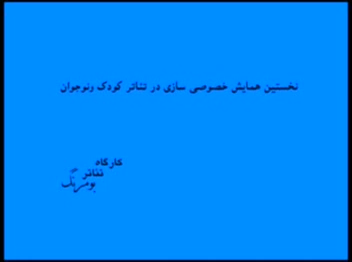 نخستین همایش خصوصی سازی در تئاتر کودک ونوجوان
کارگاه
تئاتر
بومرنگ